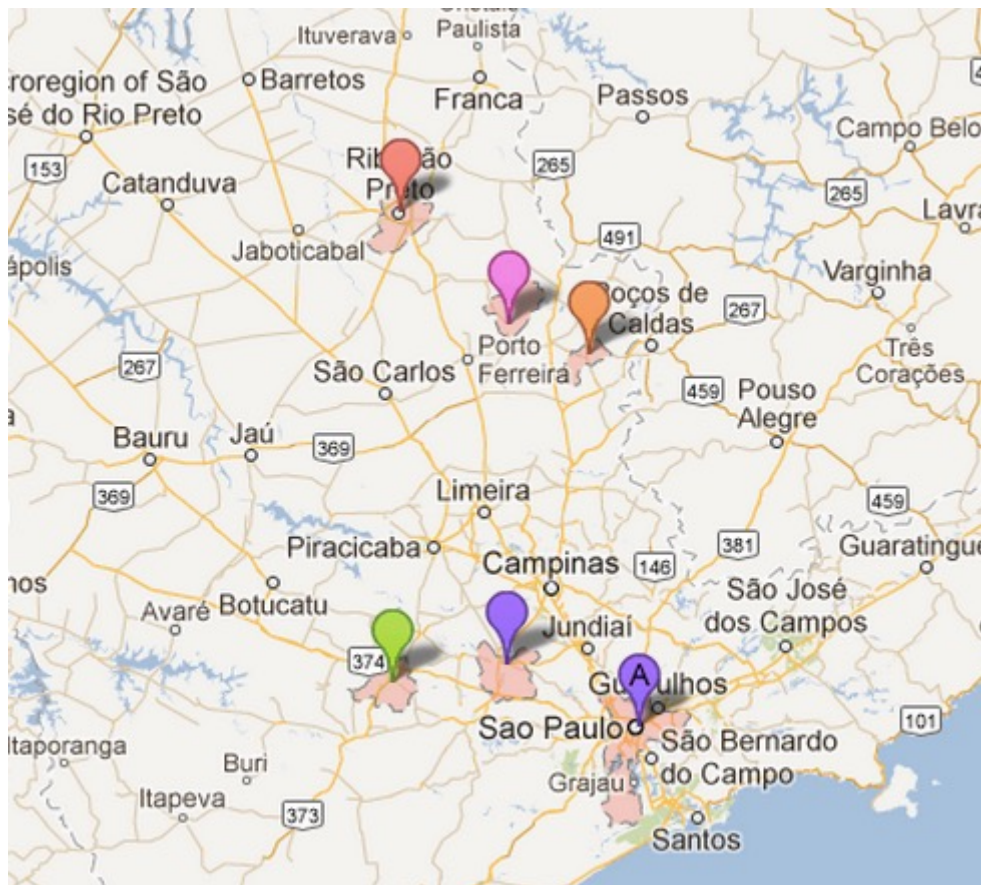 Ituverava
Paulista
Barretos
Franca
Passos
roregion of São
sé do Rio Preto
Campo Belo
153
Catanduva
Preto
265
265
Jaboticabal
491
Lavra
ápolis
Varginha
Poços de
Caldas
267
Porto
Ferreira
Três
Corações
267
São Carlos
459
Pouso
Alegre
Bauru
Jaú
369
369
Limeira
459
381
Guaratingue
Piracicaba
Campinas
146
nos
Botucatu
São José
dos Campos
Avaré
Jundiaí
374
A
Sao Paulo
101
Itaporanga
Buri
São Bernardo
do Campo
Grajau
Itapeva
373
Santos